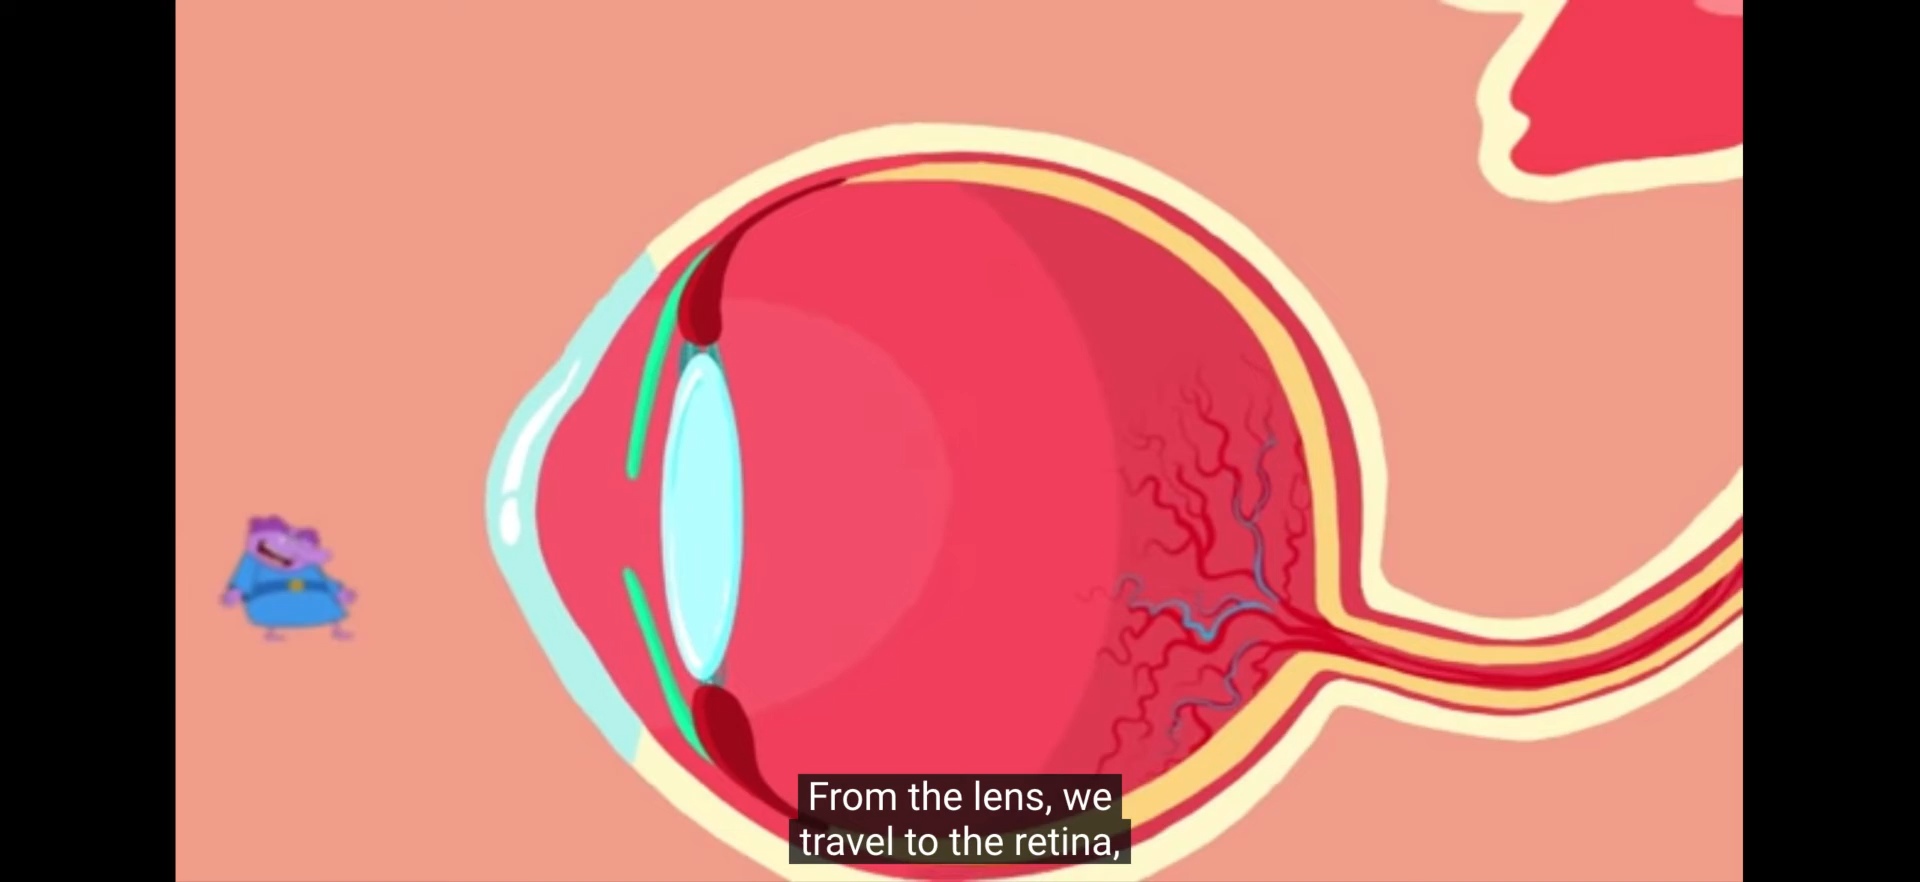 From the lens, we
travel to the retina,